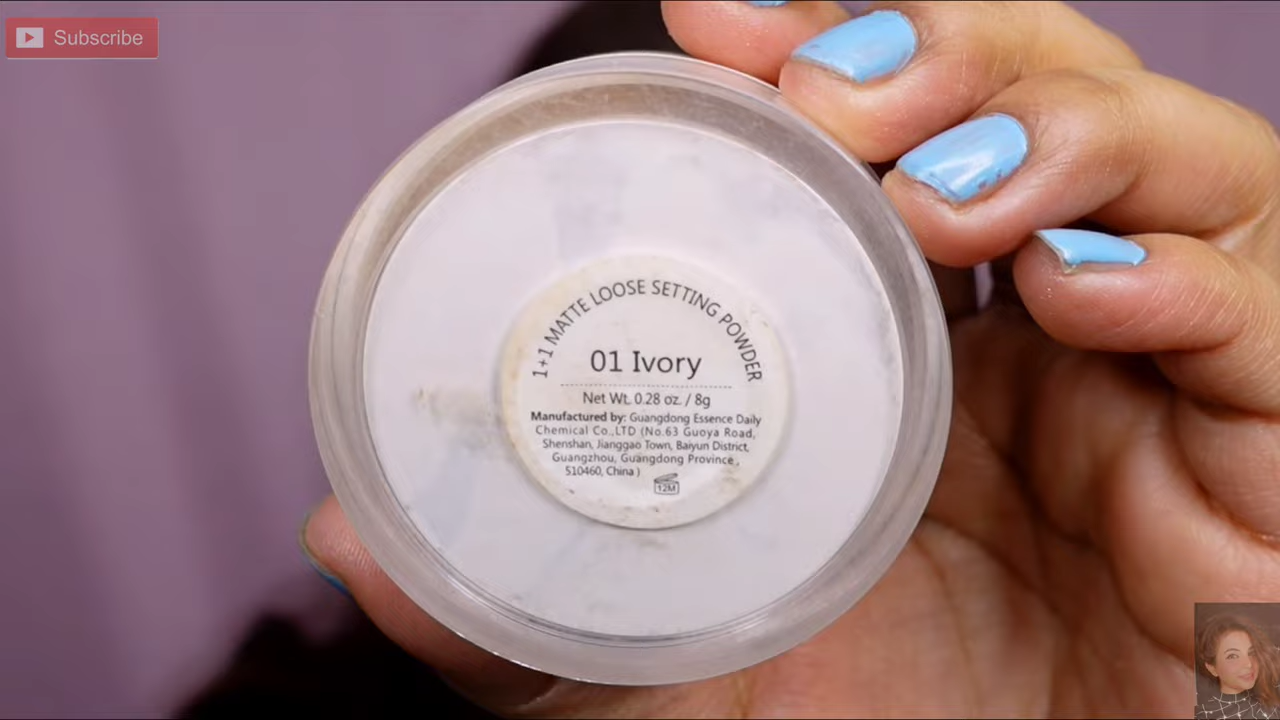 Subscribe
1+1 MATTE LOOSE SETTING POWDER
01 Ivory
Net Wt. 0.28 oz. / 8g
Manufactured by: Guangdong Essence Daily
Chemical Co.,LTD (No.63 Guoya Road,
Shenshan, Jianggao Town, Baiyun District,
Guangzhou, Guangdong Province ,
510460, China )
12M